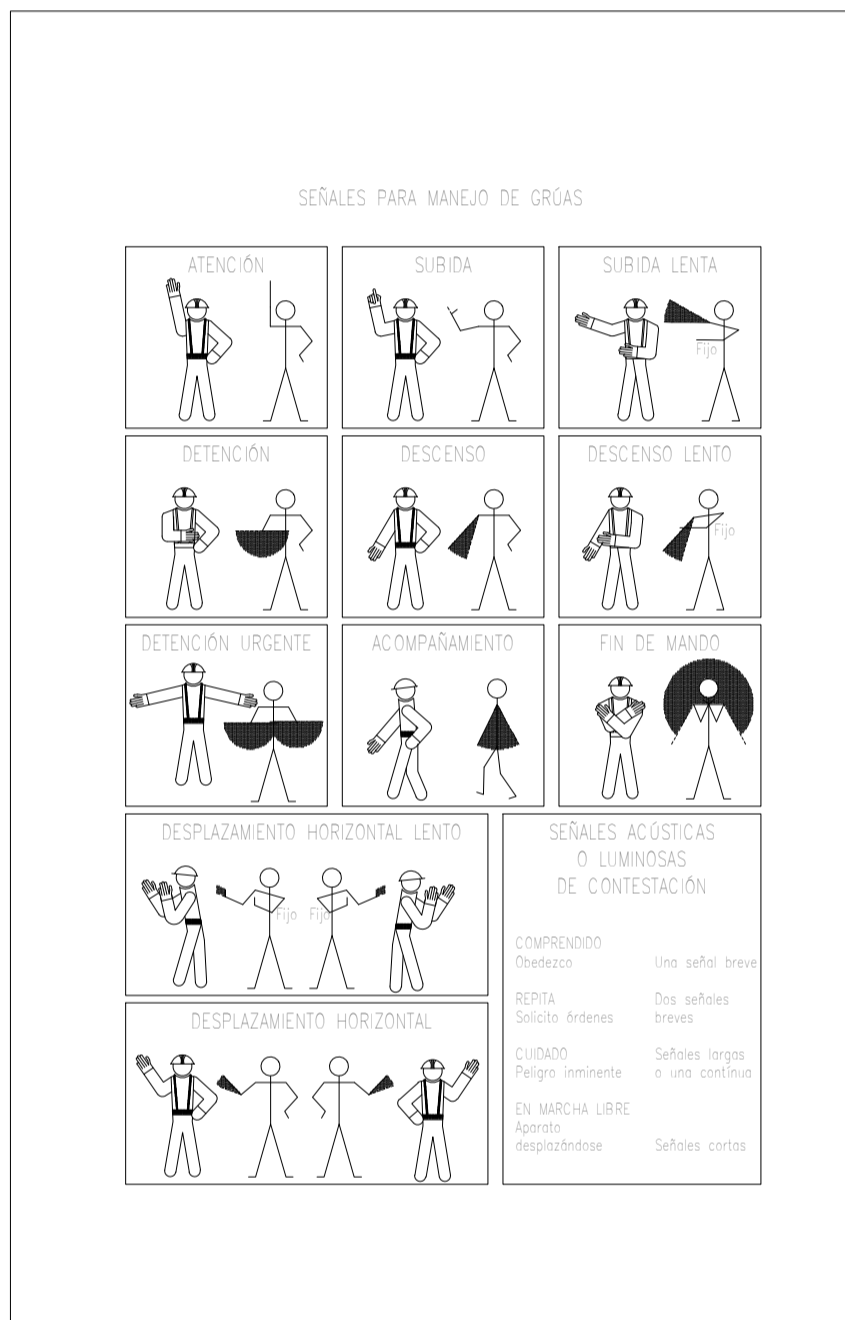 SEÑALES PARA MANEJO DE GRÚAS
ATENCIÓN
SUBIDA
SUBIDA LENTA
Fijo
DETENCIÓN
DESCENSO
DESCENSO LENTO
Fijo
DETENCIÓN URGENTE
ACOMPAÑAMIENTO
FIN DE MANDO
DESPLAZAMIENTO HORIZONTAL LENTO
Fijo Fijo
DESPLAZAMIENTO HORIZONTAL
SEÑALES ACÚSTICAS
O LUMINOSAS
DE CONTESTACIÓN
COMPRENDIDO
Obedezco Una señal breve
REPITA Dos señales
Solicito órdenes breves
CUIDADO Señales largas
Peligro inminente o una contínua
EN MARCHA LIBRE
Aparato
desplazándose Señales cortas